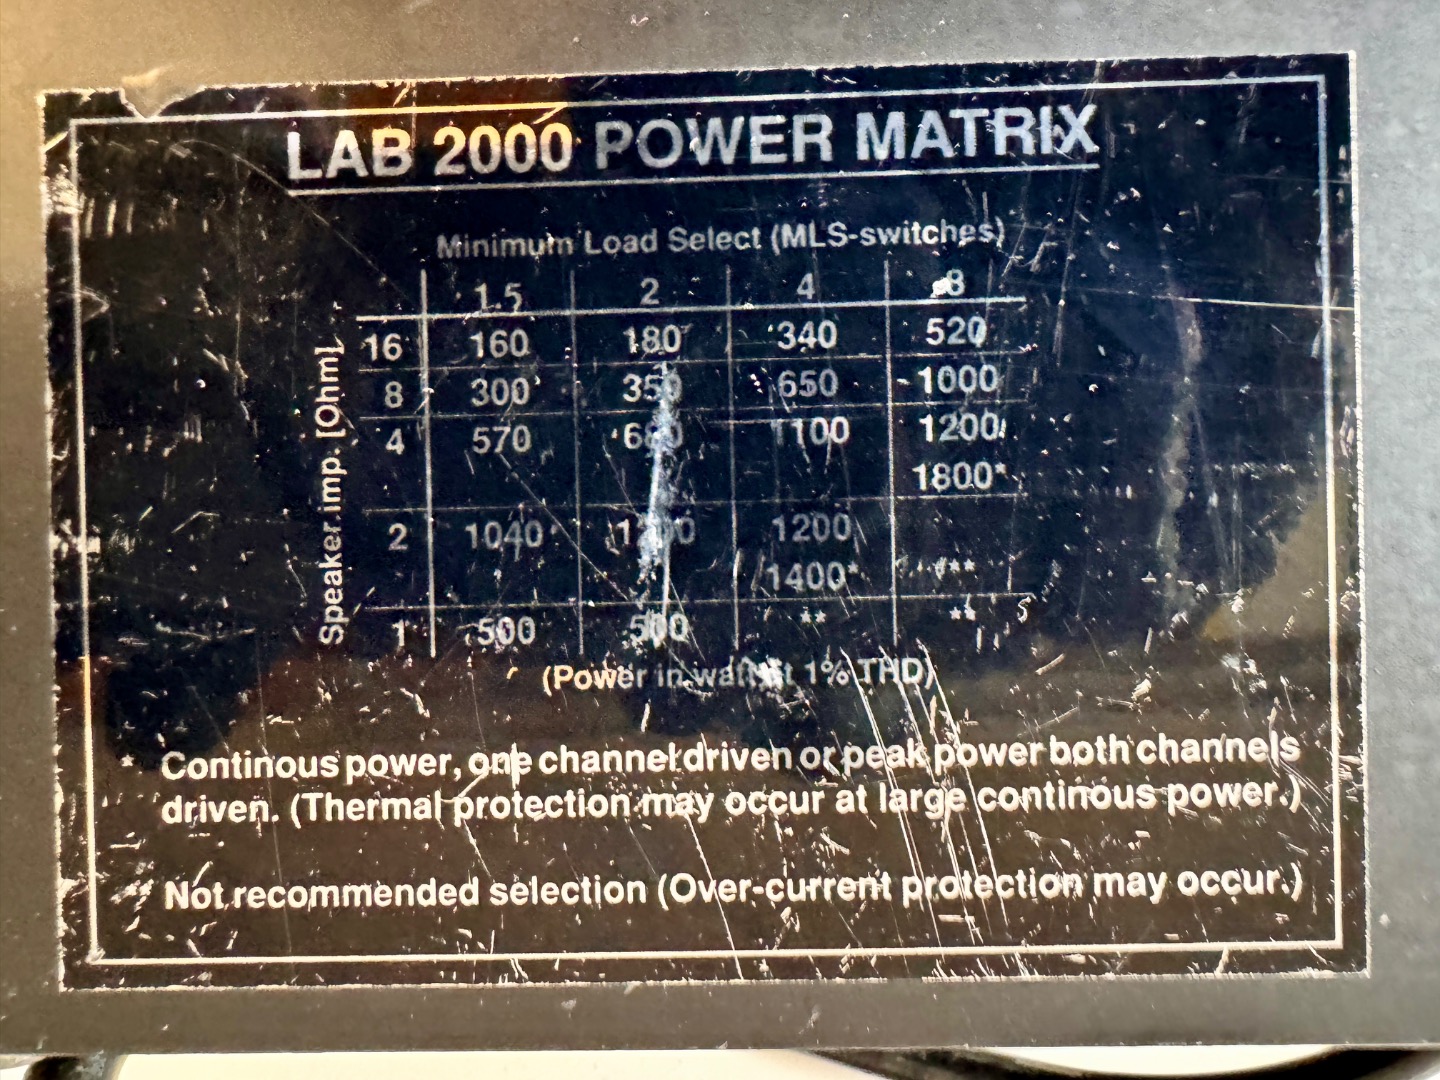 LAB 2000 POWER MATRIX
Minimum Load Select (MLS-switches)
1.5 2 4 8
Speaker imp. [Ohm]
16 160 180 340 520
8 300 350 650 1000
4 570 1100 1200
1800*
2 1040 1200
1400* **
1 500 500 ** **
(Power in watt at 1% THD)
* Continous power, one channel driven or peak power both channels
driven. (Thermal protection may occur at large continous power.)
Not recommended selection (Over-current protection may occur.)